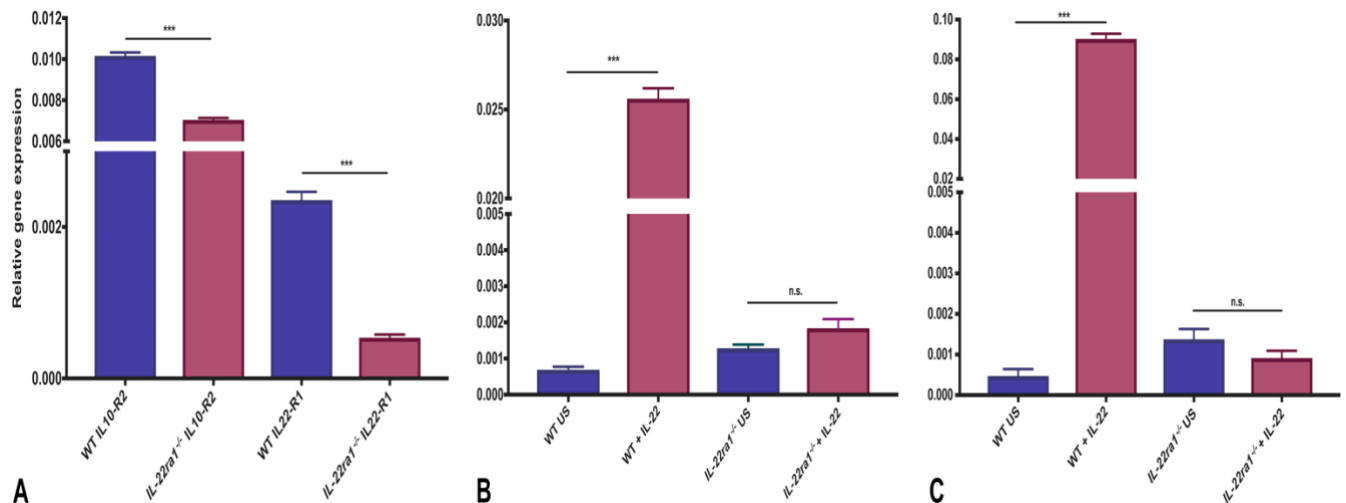 Relative gene expression
0.012
0.010
0.008
0.006
0.002
0.000
***
***
WT IL10-R2
IL-22ra1-/- IL10-R2
WT IL22-R1
IL-22ra1-/- IL22-R1
A
0.030
0.025
0.020
0.005
0.004
0.003
0.002
0.001
0.000
***
n.s.
WT US
WT + IL-22
IL-22ra1-/- US
IL-22ra1-/- + IL-22
B
0.10
0.08
0.06
0.04
0.02
0.005
0.004
0.003
0.002
0.001
0.000
***
n.s.
WT US
WT + IL-22
IL-22ra1-/- US
IL-22ra1-/- + IL-22
C